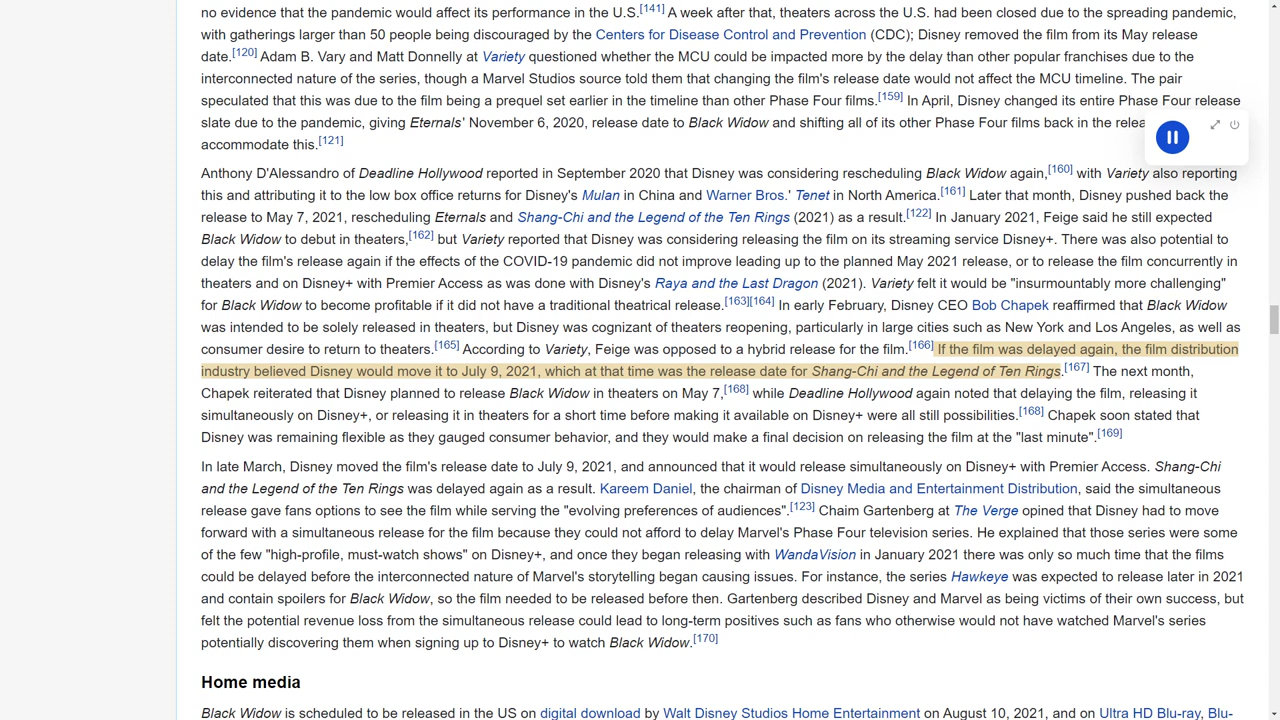 no evidence that the pandemic would affect its performance in the U.S.[141] A week after that, theaters across the U.S. had been closed due to the spreading pandemic,
with gatherings larger than 50 people being discouraged by the Centers for Disease Control and Prevention (CDC); Disney removed the film from its May release
date.[120] Adam B. Vary and Matt Donnelly at Variety questioned whether the MCU could be impacted more by the delay than other popular franchises due to the
interconnected nature of the series, though a Marvel Studios source told them that changing the film's release date would not affect the MCU timeline. The pair
speculated that this was due to the film being a prequel set earlier in the timeline than other Phase Four films.[159] In April, Disney changed its entire Phase Four release
slate due to the pandemic, giving Eternals' November 6, 2020, release date to Black Widow and shifting all of its other Phase Four films back in the
accommodate this.[121]
Anthony D'Alessandro of Deadline Hollywood reported in September 2020 that Disney was considering rescheduling Black Widow again,[160] with Variety also reporting
this and attributing it to the low box office returns for Disney's Mulan in China and Warner Bros.' Tenet in North America.[161] Later that month, Disney pushed back the
release to May 7, 2021, rescheduling Eternals and Shang-Chi and the Legend of the Ten Rings (2021) as a result.[122] In January 2021, Feige said he still expected
Black Widow to debut in theaters,[162] but Variety reported that Disney was considering releasing the film on its streaming service Disney+. There was also potential to
delay the film's release again if the effects of the COVID-19 pandemic did not improve leading up to the planned May 2021 release, or to release the film concurrently in
theaters and on Disney+ with Premier Access as was done with Disney's Raya and the Last Dragon (2021). Variety felt it would be "insurmountably more challenging"
for Black Widow to become profitable if it did not have a traditional theatrical release.[163][164] In early February, Disney CEO Bob Chapek reaffirmed that Black Widow
was intended to be solely released in theaters, but Disney was cognizant of theaters reopening, particularly in large cities such as New York and Los Angeles, as well as
consumer desire to return to theaters.[165] According to Variety, Feige was opposed to a hybrid release for the film.[166] If the film was delayed again, the film distribution
industry believed Disney would move it to July 9, 2021, which at that time was the release date for Shang-Chi and the Legend of Ten Rings.[167] The next month,
Chapek reiterated that Disney planned to release Black Widow in theaters on May 7,[168] while Deadline Hollywood again noted that delaying the film, releasing it
simultaneously on Disney+, or releasing it in theaters for a short time before making it available on Disney+ were all still possibilities.[168] Chapek soon stated that
Disney was remaining flexible as they gauged consumer behavior, and they would make a final decision on releasing the film at the "last minute".[169]
In late March, Disney moved the film's release date to July 9, 2021, and announced that it would release simultaneously on Disney+ with Premier Access. Shang-Chi
and the Legend of the Ten Rings was delayed again as a result. Kareem Daniel, the chairman of Disney Media and Entertainment Distribution, said the simultaneous
release gave fans options to see the film while serving the "evolving preferences of audiences".[123] Chaim Gartenberg at The Verge opined that Disney had to move
forward with a simultaneous release for the film because they could not afford to delay Marvel's Phase Four television series. He explained that those series were some
of the few "high-profile, must-watch shows" on Disney+, and once they began releasing with WandaVision in January 2021 there was only so much time that the films
could be delayed before the interconnected nature of Marvel's storytelling began causing issues. For instance, the series Hawkeye was expected to release later in 2021
and contain spoilers for Black Widow, so the film needed to be released before then. Gartenberg described Disney and Marvel as being victims of their own success, but
felt the potential revenue loss from the simultaneous release could lead to long-term positives such as fans who otherwise would not have watched Marvel's series
potentially discovering them when signing up to Disney+ to watch Black Widow.[170]
Home media
Black Widow is scheduled to be released in the US on digital download by Walt Disney Studios Home Entertainment on August 10, 2021, and on Ultra HD Blu-ray, Blu-